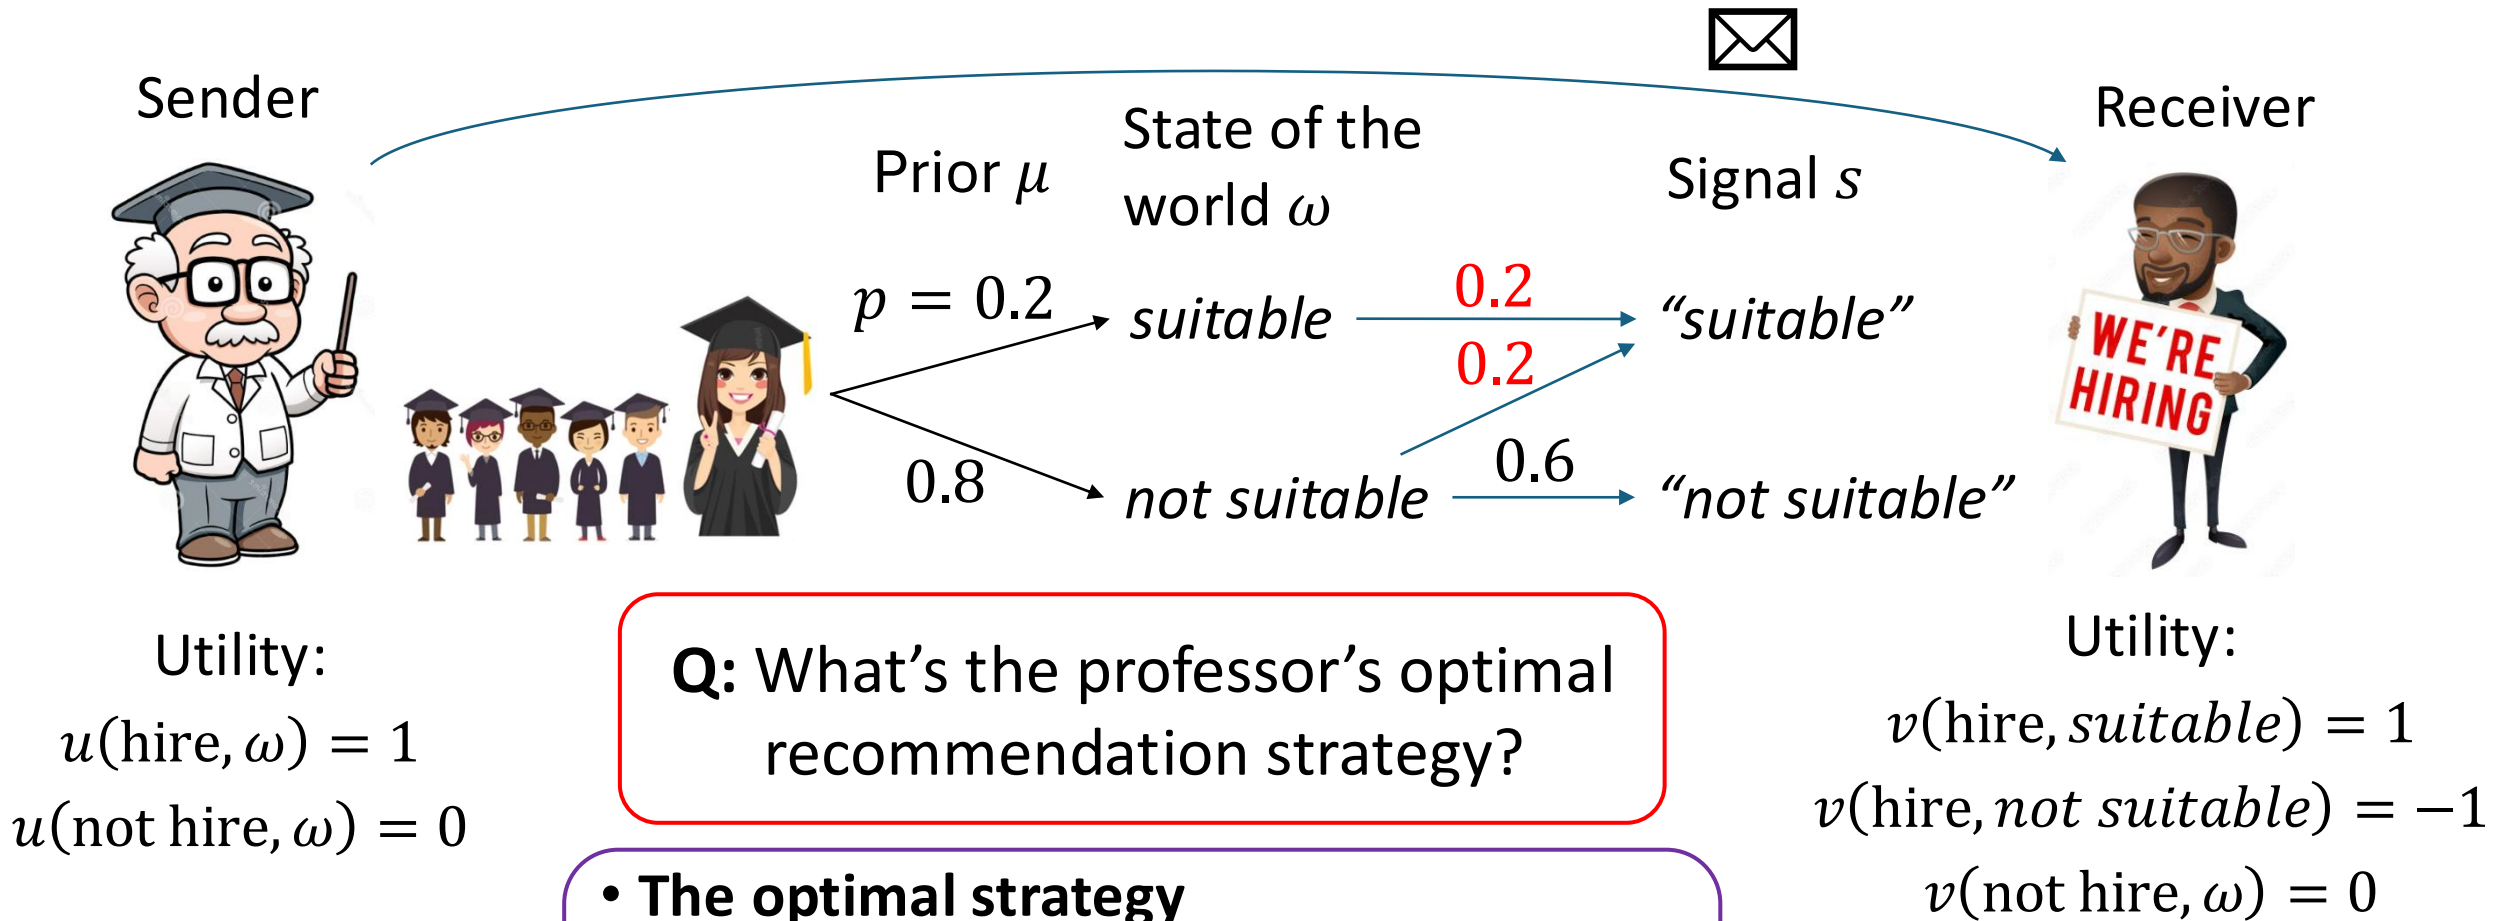 Sender
Receiver
State of the
world ω
Prior μ
Signal s
p = 0.2
suitable
0.2
"suitable"
0.2
WE'RE
HIRING
0.8
not suitable
0.6
"not suitable"
Utility:
u(hire, ω) = 1
u(not hire, ω) = 0
Q: What's the professor's optimal
recommendation strategy?
Utility:
v(hire, suitable) = 1
v(hire, not suitable) = −1
v(not hire, ω) = 0
• The optimal strategy